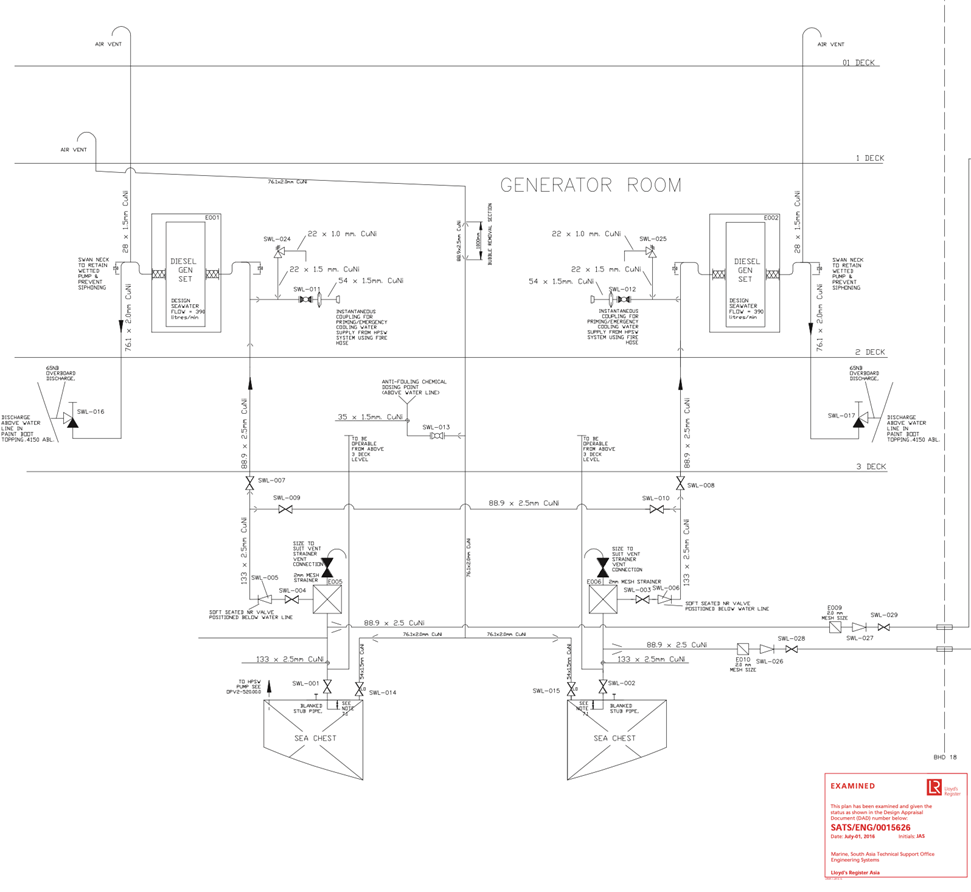 AIR VENT
AIR VENT
01 DECK
AIR VENT
1 DECK
76.1x2.0mm CuNi
GENERATOR ROOM
28 x 1.5mm CuNi
E001
SWL-024
22 x 1.0 mm. CuNi
88.9x2.5mm CuNi
1000mm
BUBBLE REMOVAL SECTION
22 x 1.0 mm. CuNi
SWL-025
E002
28 x 1.5mm CuNi
SWAN NECK
TO RETAIN
WETTED
PUMP &
PREVENT
SIPHONING
DIESEL
GEN
SET
22 x 1.5 mm. CuNi
54 x 1.5mm. CuNi
SWL-011
22 x 1.5 mm. CuNi
54 x 1.5mm. CuNi
SWL-012
DIESEL
GEN
SET
SWAN NECK
TO RETAIN
WETTED
PUMP &
PREVENT
SIPHONING
DESIGN
SEAWATER
FLOW = 390
litres/min
INSTANTANEOUS
COUPLING FOR
PRIMING/EMERGENCY
COOLING WATER
SUPPLY FROM HPSW
SYSTEM USING FIRE
HOSE
INSTANTANEOUS
COUPLING FOR
PRIMING/EMERGENCY
COOLING WATER
SUPPLY FROM HPSW
SYSTEM USING FIRE
HOSE
DESIGN
SEAWATER
FLOW = 390
litres/min
76.1 x 2.0mm CuNi
76.1 x 2.0mm CuNi
2 DECK
65NB
OVERBOARD
DISCHARGE.
SWL-016
DISCHARGE
ABOVE WATER
LINE IN
PAINT BOOT
TOPPING.4150 ABL.
88.9 x 2.5mm CuNi
ANTI-FOULING CHEMICAL
DOSING POINT
(ABOVE WATER LINE)
35 x 1.5mm. CuNi
SWL-013
TO BE
OPERABLE
FROM ABOVE
3 DECK
LEVEL
TO BE
OPERABLE
FROM ABOVE
3 DECK
LEVEL
88.9 x 2.5mm CuNi
65NB
OVERBOARD
DISCHARGE.
SWL-017
DISCHARGE
ABOVE WATER
LINE IN
PAINT BOOT
TOPPING.4150 ABL.
3 DECK
SWL-007
SWL-008
SWL-009
88.9 x 2.5mm CuNi
SWL-010
133 x 2.5mm CuNi
76.1x2.0mm CuNi
133 x 2.5mm CuNi
SIZE TO
SUIT VENT
STRAINER
VENT
CONNECTION
2mm MESH
STRAINER
E005
SIZE TO
SUIT VENT
STRAINER
VENT
CONNECTION
E006
2mm MESH STRAINER
SWL-005
SWL-004
SWL-003
SWL-006
SOFT SEATED NR VALVE
POSITIONED BELOW WATER LINE
SOFT SEATED NR VALVE
POSITIONED BELOW WATER LINE
E009
2.0 mm
MESH SIZE
SWL-029
SWL-027
88.9 x 2.5 CuNi
76.1x2.0mm CuNi
76.1x2.0mm CuNi
88.9 x 2.5 CuNi
SWL-028
E010
2.0 mm
MESH SIZE
SWL-026
133 x 2.5mm CuNi
54x1.5mm CuNi
54x1.5mm CuNi
133 x 2.5mm CuNi
TO HPSW
PUMP SEE
SWL-001
SWL-014
SWL-015
SWL-002
BLANKED
STUB PIPE.
SEE
NOTE
SEE
NOTE
BLANKED
STUB PIPE.
SEA CHEST
SEA CHEST
BHD 18
EXAMINED
LR
Lloyd's
Register
This plan has been examined and given the
status as shown in the Design Appraisal
Document (DAD) number below:
SATS/ENG/0015626
Date: July 01, 2016 Initials: JAS
Marine, South Asia Technical Support Office
Engineering Systems
Lloyd's Register Asia